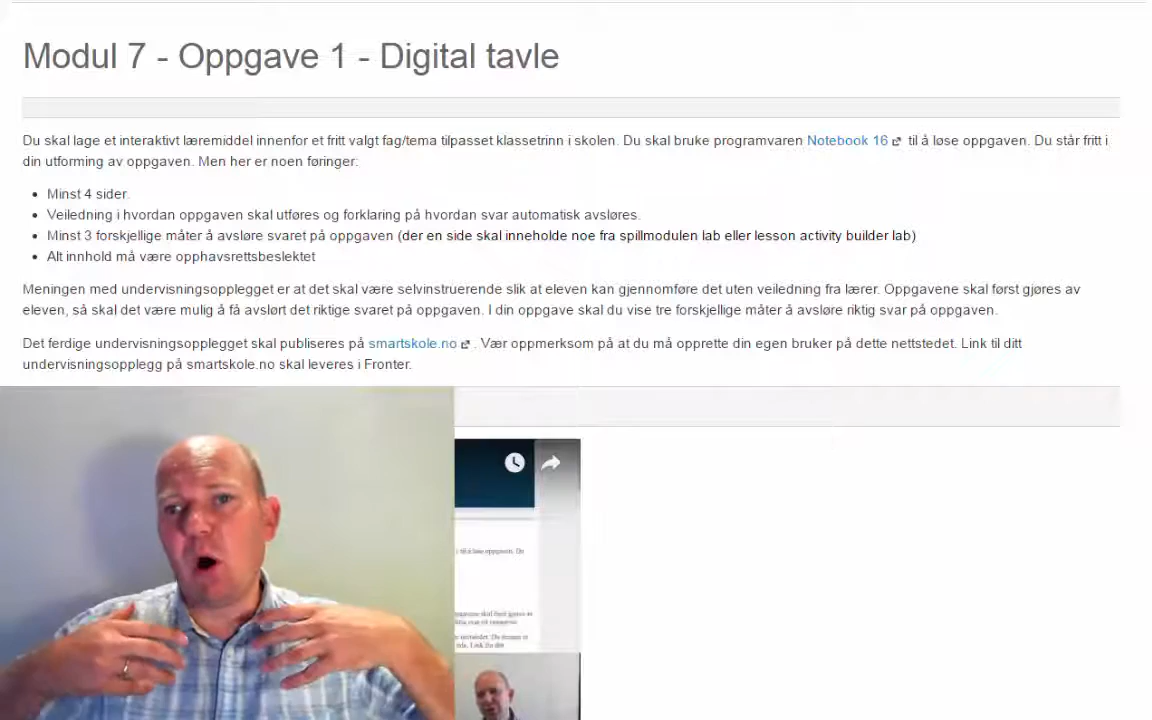 Modul 7 - Oppgave 1 - Digital tavle
Du skal lage et interaktivt læremiddel innenfor et fritt valgt fag/tema tilpasset klassetrinn i skolen. Du skal bruke programvaren Notebook 16 til å løse oppgaven. Du står fritt i
din utforming av oppgaven. Men her er noen føringer:
Minst 4 sider.
Veiledning i hvordan oppgaven skal utføres og forklaring på hvordan svar automatisk avsløres.
Minst 3 forskjellige måter å avsløre svaret på oppgaven (der en side skal inneholde noe fra spillmodulen lab eller lesson activity builder lab)
Alt innhold må være opphavsrettsbeslektet
Meningen med undervisningsopplegget er at det skal være selvinstruerende slik at eleven kan gjennomføre det uten veiledning fra lærer. Oppgavene skal først gjøres av
eleven, så skal det være mulig å få avslørt det riktige svaret på oppgaven. I din oppgave skal du vise tre forskjellige måter å avsløre riktig svar på oppgaven.
Det ferdige undervisningsopplegget skal publiseres på smartskole.no . Vær oppmerksom på at du må opprette din egen bruker på dette nettstedet. Link til ditt
undervisningsopplegg på smartskole.no skal leveres i Fronter.
til å løse oppgaven. Du